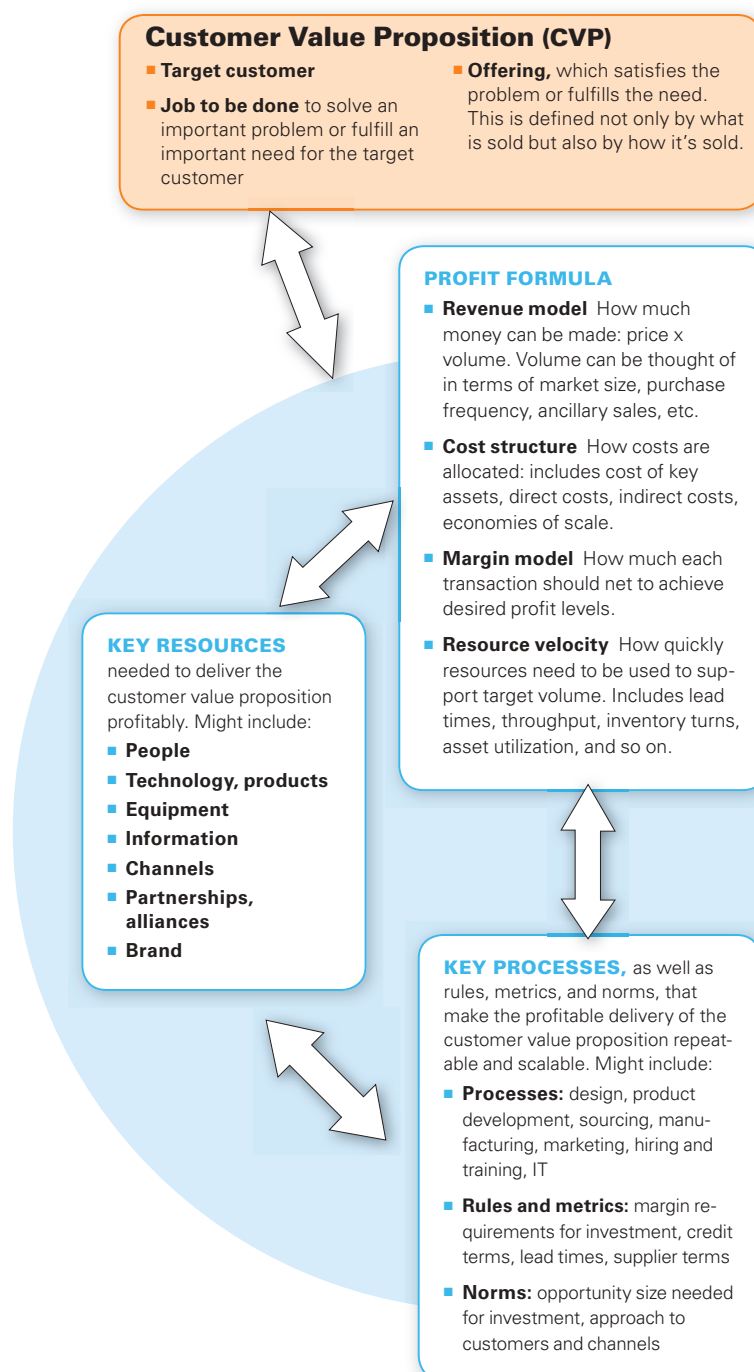 Customer Value Proposition (CVP)
■ Target customer
■ Job to be done to solve an
important problem or fulfill an
important need for the target
customer
■ Offering, which satisfies the
problem or fulfills the need.
This is defined not only by what
is sold but also by how it's sold.
PROFIT FORMULA
■ Revenue model How much
money can be made: price x
volume. Volume can be thought of
in terms of market size, purchase
frequency, ancillary sales, etc.
■ Cost structure How costs are
allocated: includes cost of key
assets, direct costs, indirect costs,
economies of scale.
■ Margin model How much each
transaction should net to achieve
desired profit levels.
■ Resource velocity How quickly
resources need to be used to sup-
port target volume. Includes lead
times, throughput, inventory turns,
asset utilization, and so on.
KEY RESOURCES
needed to deliver the
customer value proposition
profitably. Might include:
■ People
■ Technology, products
■ Equipment
■ Information
■ Channels
■ Partnerships,
alliances
■ Brand
KEY PROCESSES, as well as
rules, metrics, and norms, that
make the profitable delivery of the
customer value proposition repeat-
able and scalable. Might include:
■ Processes: design, product
development, sourcing, manu-
facturing, marketing, hiring and
training, IT
■ Rules and metrics: margin re-
quirements for investment, credit
terms, lead times, supplier terms
■ Norms: opportunity size needed
for investment, approach to
customers and channels